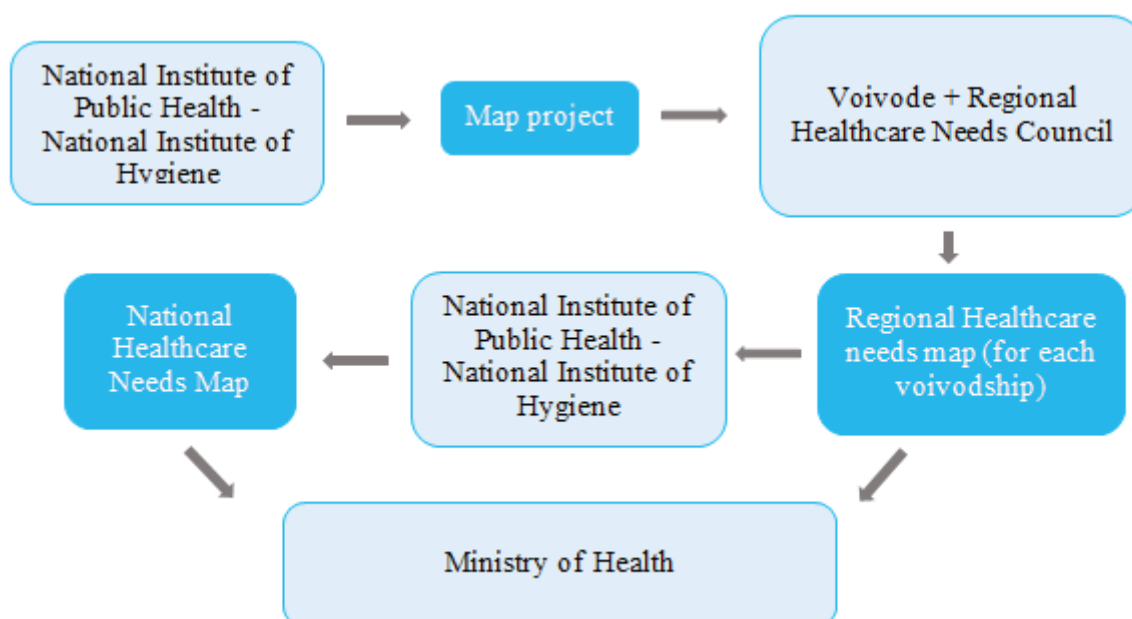 National Institute of
Public Health -
National Institute of
Hygiene
Map project
Voivode + Regional
Healthcare Needs Council
National
Healthcare
Needs Map
National Institute of
Public Health -
National Institute of
Hygiene
Regional Healthcare
needs map (for each
voivodship)
Ministry of Health